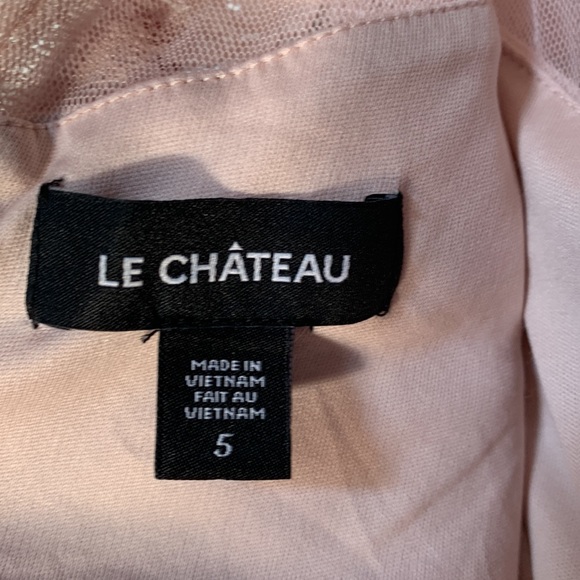 LE CHÂTEAU
MADE IN
VIETNAM
FAIT AU
VIETNAM
5